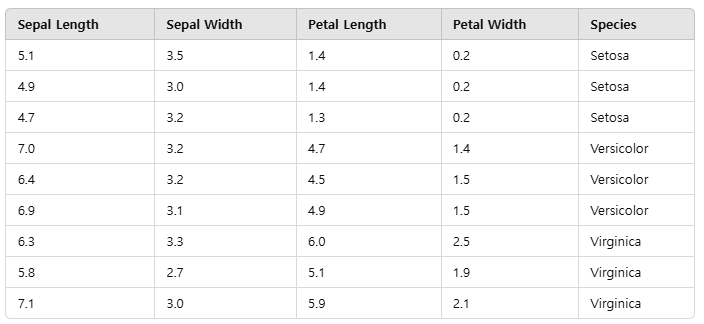 Sepal Length Sepal Width Petal Length Petal Width Species
5.1 3.5 1.4 0.2 Setosa
4.9 3.0 1.4 0.2 Setosa
4.7 3.2 1.3 0.2 Setosa
7.0 3.2 4.7 1.4 Versicolor
6.4 3.2 4.5 1.5 Versicolor
6.9 3.1 4.9 1.5 Versicolor
6.3 3.3 6.0 2.5 Virginica
5.8 2.7 5.1 1.9 Virginica
7.1 3.0 5.9 2.1 Virginica